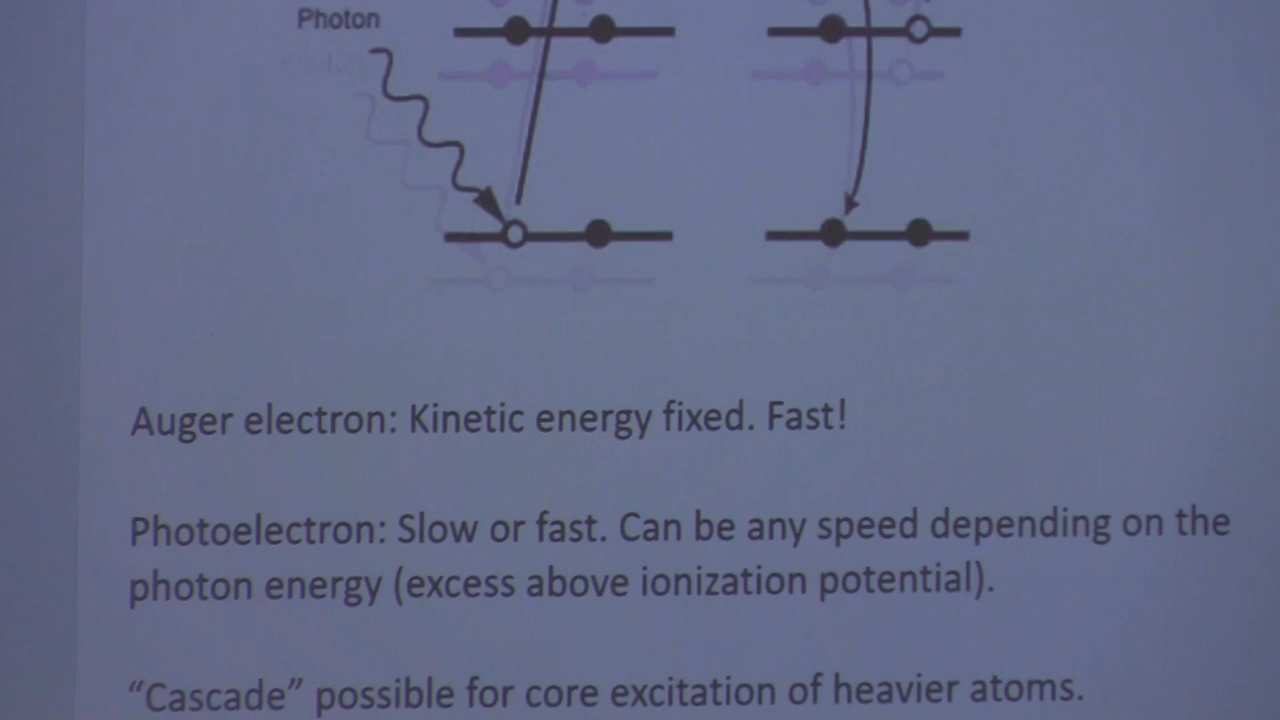 Photon
Auger electron: Kinetic energy fixed. Fast!
Photoelectron: Slow or fast. Can be any speed depending on the
photon energy (excess above ionization potential).
“Cascade” possible for core excitation of heavier atoms.